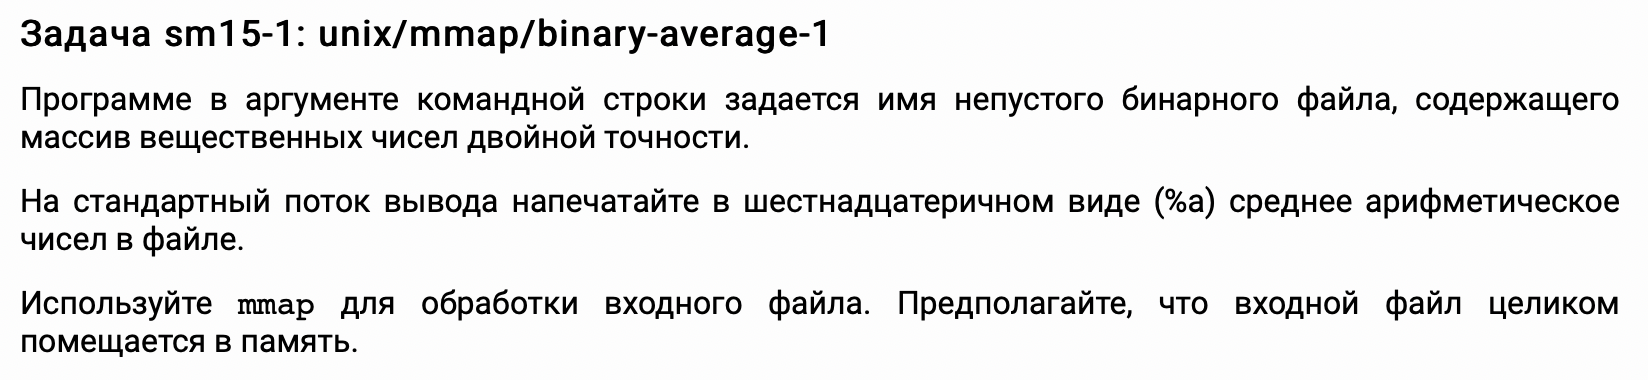 Задача sm15-1: unix/mmap/binary-average-1
Программе в аргументе командной строки задается имя непустого бинарного файла, содержащего
массив вещественных чисел двойной точности.
На стандартный поток вывода напечатайте в шестнадцатеричном виде (%a) среднее арифметическое
чисел в файле.
Используйте mmap для обработки входного файла. Предполагайте, что входной файл целиком
помещается в память.